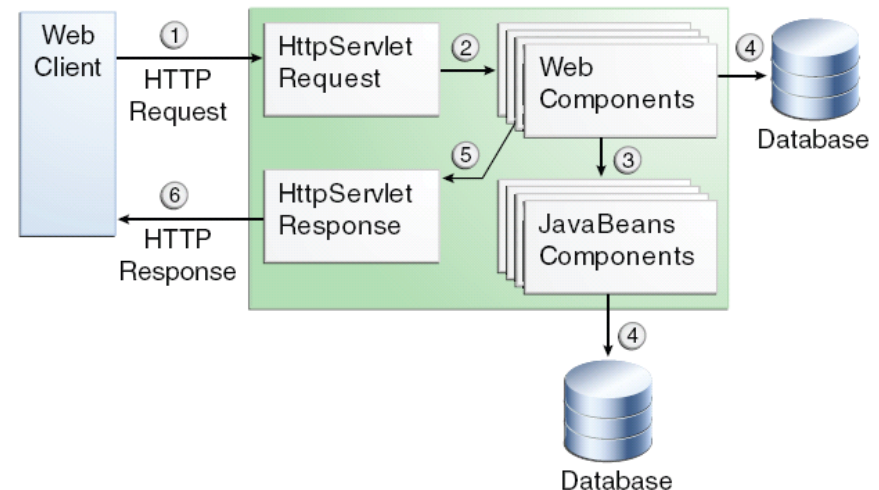 Web
Client
1
HTTP
Request
HttpServlet
Request
2
Web
Components
4
Database
3
5
6
HTTP
Response
HttpServlet
Response
JavaBeans
Components
4
Database